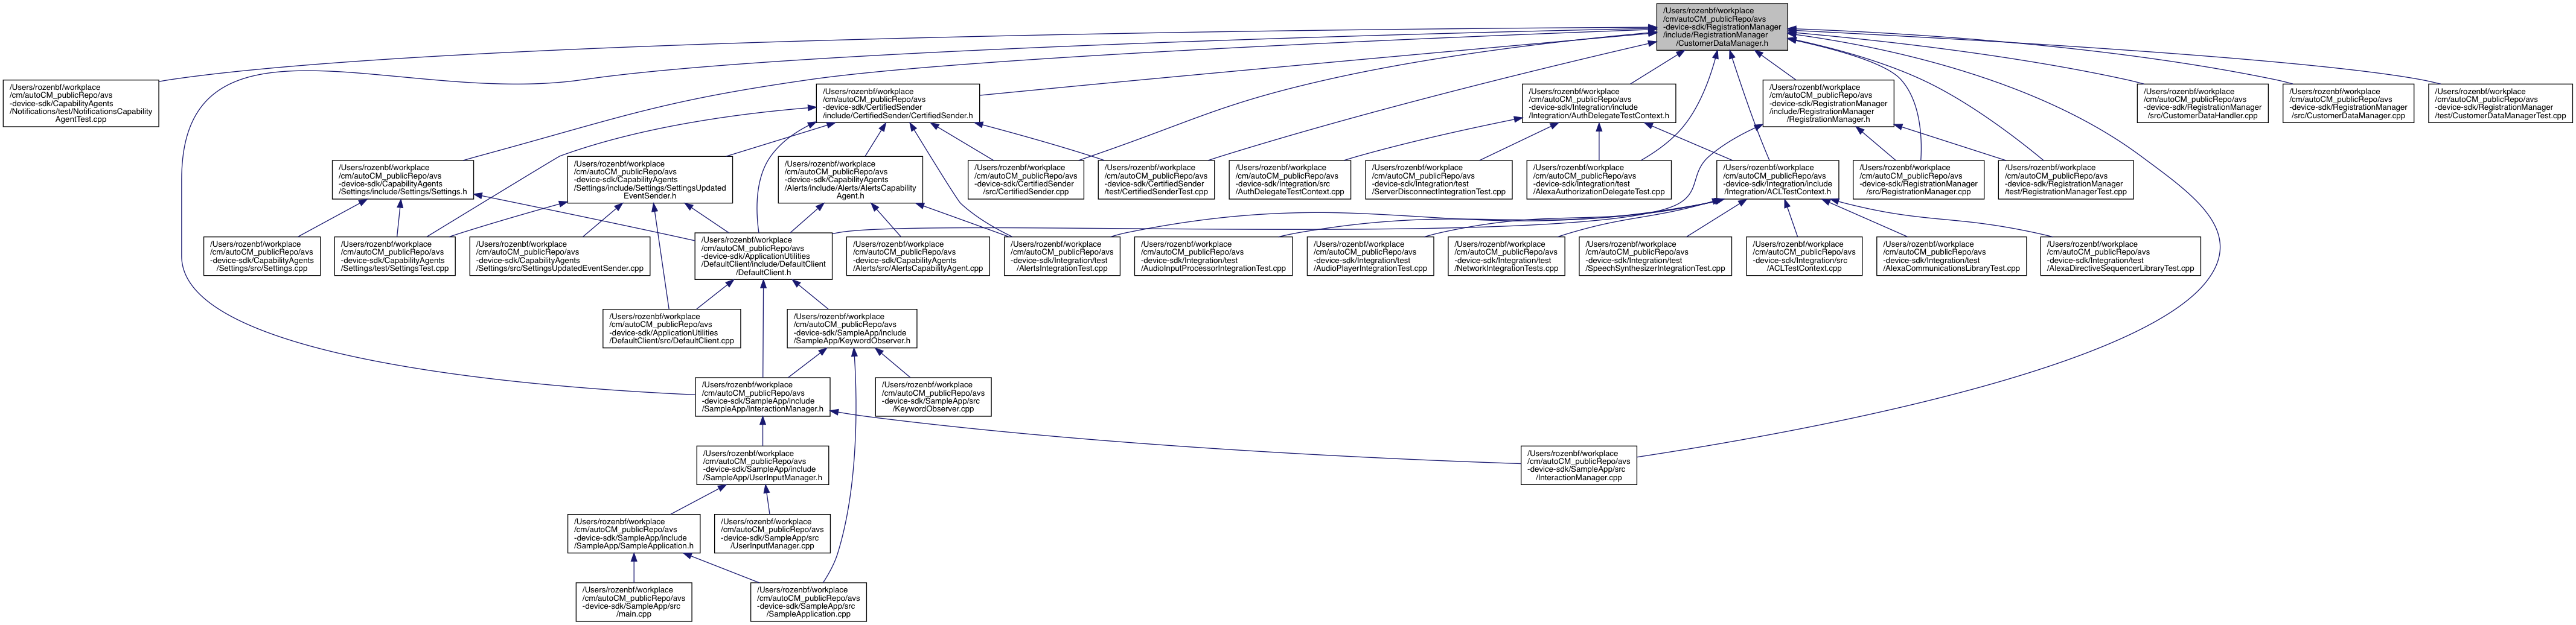 /Users/rozenbf/workplace
/cm/autoCM_publicRepo/avs
-device-sdk/RegistrationManager
/include/RegistrationManager
/CustomerDataManager.h
/Users/rozenbf/workplace
/cm/autoCM_publicRepo/avs
-device-sdk/CapabilityAgents
/Notifications/test/NotificationsCapability
AgentTest.cpp
/Users/rozenbf/workplace
/cm/autoCM_publicRepo/avs
-device-sdk/CertifiedSender
/include/CertifiedSender/CertifiedSender.h
/Users/rozenbf/workplace
/cm/autoCM_publicRepo/avs
-device-sdk/Integration/include
/Integration/AuthDelegateTestContext.h
/Users/rozenbf/workplace
/cm/autoCM_publicRepo/avs
-device-sdk/RegistrationManager
/include/RegistrationManager
/RegistrationManager.h
/Users/rozenbf/workplace
/cm/autoCM_publicRepo/avs
-device-sdk/RegistrationManager
/src/CustomerDataHandler.cpp
/Users/rozenbf/workplace
/cm/autoCM_publicRepo/avs
-device-sdk/RegistrationManager
/src/CustomerDataManager.cpp
/Users/rozenbf/workplace
/cm/autoCM_publicRepo/avs
-device-sdk/RegistrationManager
/test/CustomerDataManagerTest.cpp
/Users/rozenbf/workplace
/cm/autoCM_publicRepo/avs
-device-sdk/CapabilityAgents
/Settings/include/Settings/Settings.h
/Users/rozenbf/workplace
/cm/autoCM_publicRepo/avs
-device-sdk/CapabilityAgents
/Settings/include/Settings/SettingsUpdated
EventSender.h
/Users/rozenbf/workplace
/cm/autoCM_publicRepo/avs
-device-sdk/CapabilityAgents
/Alerts/include/Alerts/AlertsCapability
Agent.h
/Users/rozenbf/workplace
/cm/autoCM_publicRepo/avs
-device-sdk/CertifiedSender
/src/CertifiedSender.cpp
/Users/rozenbf/workplace
/cm/autoCM_publicRepo/avs
-device-sdk/CertifiedSender
/test/CertifiedSenderTest.cpp
/Users/rozenbf/workplace
/cm/autoCM_publicRepo/avs
-device-sdk/Integration/src
/AuthDelegateTestContext.cpp
/Users/rozenbf/workplace
/cm/autoCM_publicRepo/avs
-device-sdk/Integration/test
/ServerDisconnectIntegrationTest.cpp
/Users/rozenbf/workplace
/cm/autoCM_publicRepo/avs
-device-sdk/Integration/test
/AlexaAuthorizationDelegateTest.cpp
/Users/rozenbf/workplace
/cm/autoCM_publicRepo/avs
-device-sdk/Integration/include
/Integration/ACLTestContext.h
/Users/rozenbf/workplace
/cm/autoCM_publicRepo/avs
-device-sdk/RegistrationManager
/src/RegistrationManager.cpp
/Users/rozenbf/workplace
/cm/autoCM_publicRepo/avs
-device-sdk/RegistrationManager
/test/RegistrationManagerTest.cpp
/Users/rozenbf/workplace
/cm/autoCM_publicRepo/avs
-device-sdk/CapabilityAgents
/Settings/src/Settings.cpp
/Users/rozenbf/workplace
/cm/autoCM_publicRepo/avs
-device-sdk/CapabilityAgents
/Settings/test/SettingsTest.cpp
/Users/rozenbf/workplace
/cm/autoCM_publicRepo/avs
-device-sdk/CapabilityAgents
/Settings/src/SettingsUpdatedEventSender.cpp
/Users/rozenbf/workplace
/cm/autoCM_publicRepo/avs
-device-sdk/ApplicationUtilities
/DefaultClient/include/DefaultClient
/DefaultClient.h
/Users/rozenbf/workplace
/cm/autoCM_publicRepo/avs
-device-sdk/CapabilityAgents
/Alerts/src/AlertsCapabilityAgent.cpp
/Users/rozenbf/workplace
/cm/autoCM_publicRepo/avs
-device-sdk/Integration/test
/AlertsIntegrationTest.cpp
/Users/rozenbf/workplace
/cm/autoCM_publicRepo/avs
-device-sdk/Integration/test
/AudioInputProcessorIntegrationTest.cpp
/Users/rozenbf/workplace
/cm/autoCM_publicRepo/avs
-device-sdk/Integration/test
/AudioPlayerIntegrationTest.cpp
/Users/rozenbf/workplace
/cm/autoCM_publicRepo/avs
-device-sdk/Integration/test
/NetworkIntegrationTests.cpp
/Users/rozenbf/workplace
/cm/autoCM_publicRepo/avs
-device-sdk/Integration/test
/SpeechSynthesizerIntegrationTest.cpp
/Users/rozenbf/workplace
/cm/autoCM_publicRepo/avs
-device-sdk/Integration/src
/ACLTestContext.cpp
/Users/rozenbf/workplace
/cm/autoCM_publicRepo/avs
-device-sdk/Integration/test
/AlexaCommunicationsLibraryTest.cpp
/Users/rozenbf/workplace
/cm/autoCM_publicRepo/avs
-device-sdk/Integration/test
/AlexaDirectiveSequencerLibraryTest.cpp
/Users/rozenbf/workplace
/cm/autoCM_publicRepo/avs
-device-sdk/ApplicationUtilities
/DefaultClient/src/DefaultClient.cpp
/Users/rozenbf/workplace
/cm/autoCM_publicRepo/avs
-device-sdk/SampleApp/include
/SampleApp/KeywordObserver.h
/Users/rozenbf/workplace
/cm/autoCM_publicRepo/avs
-device-sdk/SampleApp/include
/SampleApp/InteractionManager.h
/Users/rozenbf/workplace
/cm/autoCM_publicRepo/avs
-device-sdk/SampleApp/src
/KeywordObserver.cpp
/Users/rozenbf/workplace
/cm/autoCM_publicRepo/avs
-device-sdk/SampleApp/include
/SampleApp/UserInputManager.h
/Users/rozenbf/workplace
/cm/autoCM_publicRepo/avs
-device-sdk/SampleApp/src
/InteractionManager.cpp
/Users/rozenbf/workplace
/cm/autoCM_publicRepo/avs
-device-sdk/SampleApp/include
/SampleApp/SampleApplication.h
/Users/rozenbf/workplace
/cm/autoCM_publicRepo/avs
-device-sdk/SampleApp/src
/UserInputManager.cpp
/Users/rozenbf/workplace
/cm/autoCM_publicRepo/avs
-device-sdk/SampleApp/src
/main.cpp
/Users/rozenbf/workplace
/cm/autoCM_publicRepo/avs
-device-sdk/SampleApp/src
/SampleApplication.cpp